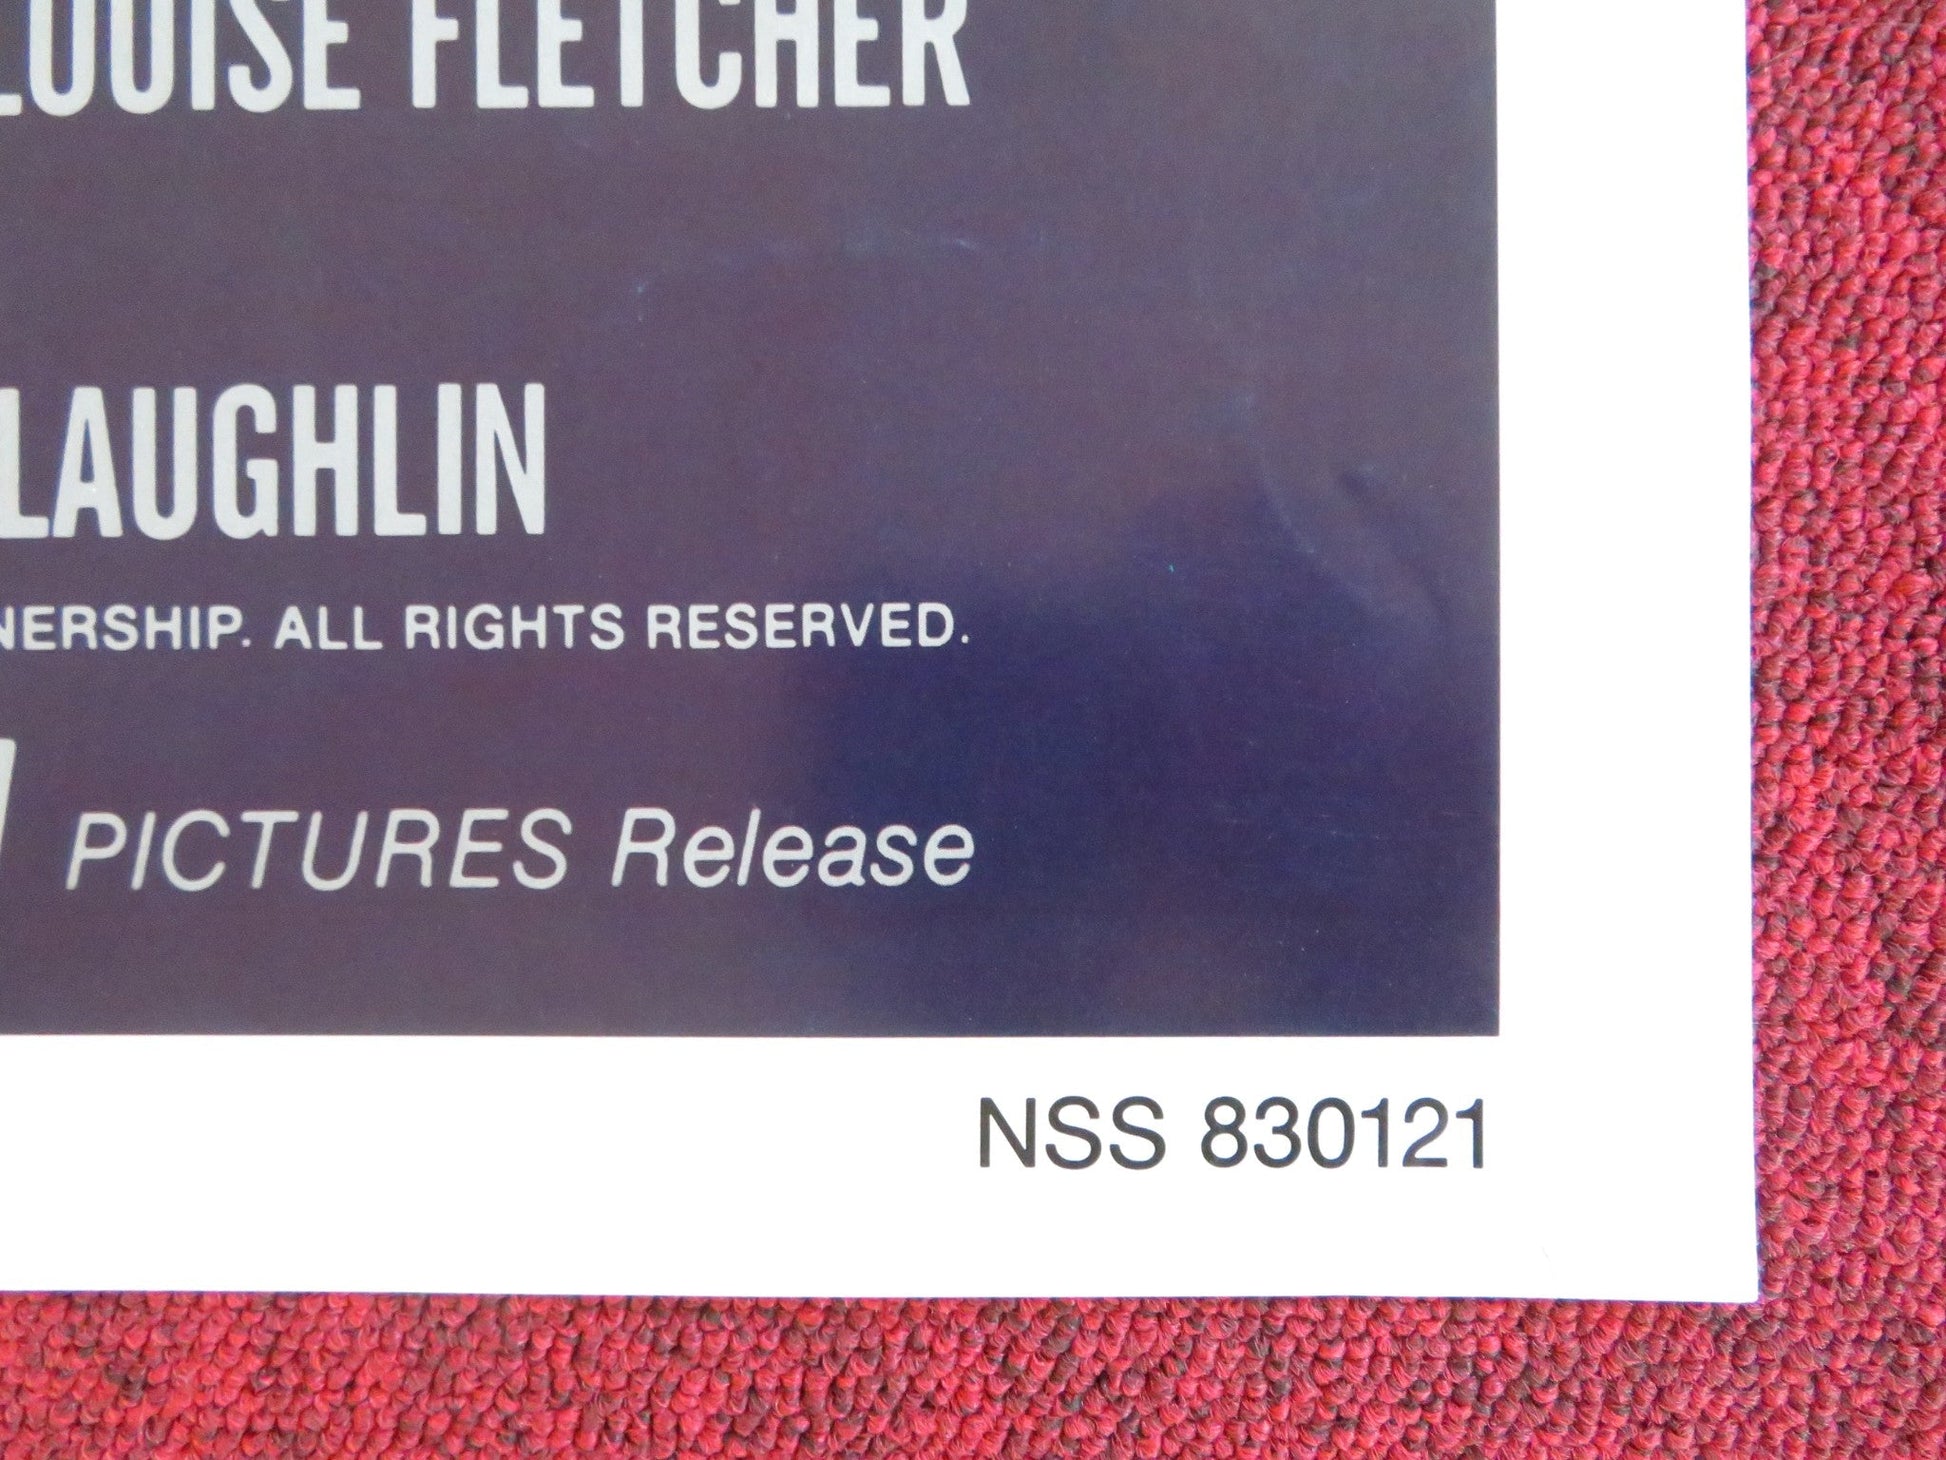 LOUISE FLETCHER
LAUGHLIN
NERSHIP. ALL RIGHTS RESERVED.
PICTURES Release
NSS 830121